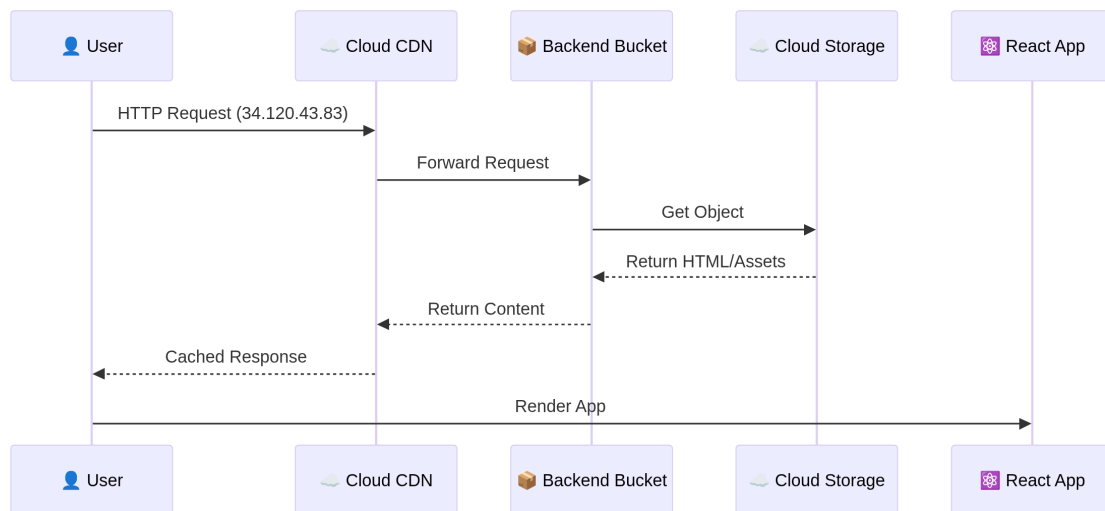 👤 User
☁️ Cloud CDN
📦 Backend Bucket
☁️ Cloud Storage
⚛️ React App
HTTP Request (34.120.43.83)
Forward Request
Get Object
Return HTML/Assets
Return Content
Cached Response
Render App
👤 User
☁️ Cloud CDN
📦 Backend Bucket
☁️ Cloud Storage
⚛️ React App